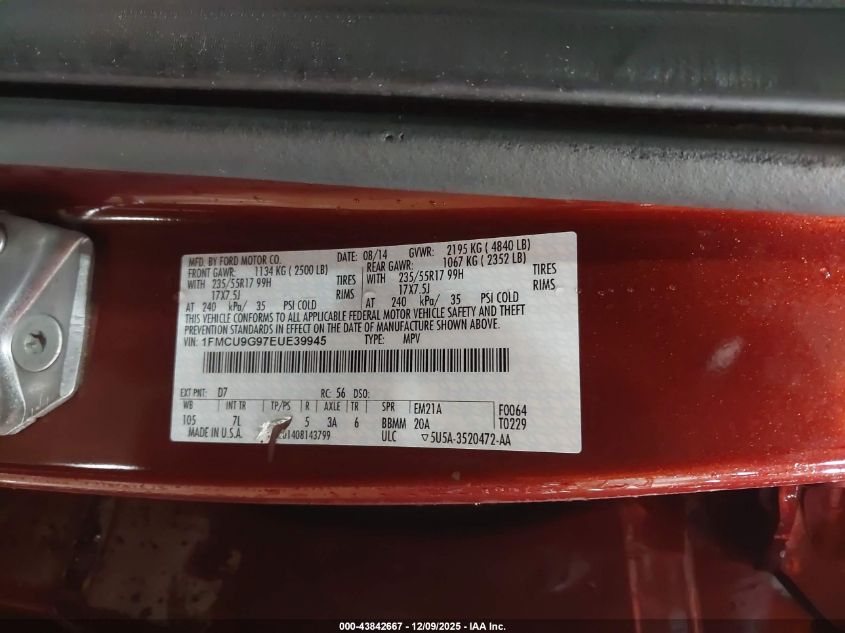 MFD. BY FORD MOTOR CO. DATE: 08/14 GVWR: 2195 KG ( 4840 LB)
FRONT GAWR: 1134 KG ( 2500 LB) REAR GAWR: 1067 KG ( 2352 LB)
WITH 235/55R17 99H TIRES WITH 235/55R17 99H TIRES
17X7.5J RIMS 17X7.5J RIMS
AT 240 kPa/ 35 PSI COLD AT 240 kPa/ 35 PSI COLD
THIS VEHICLE CONFORMS TO ALL APPLICABLE FEDERAL MOTOR VEHICLE SAFETY AND THEFT
PREVENTION STANDARDS IN EFFECT ON THE DATE OF MANUFACTURE SHOWN ABOVE.
VIN: 1FMCU9G97EUE39945 TYPE: MPV
EXT PNT: D7 RC: 56 DSO:
WB INT TR TP/PS R AXLE TR SPR EM21A F0064
105 7L 5 3A 6 BBMM 20A T0229
MADE IN U.S.A. 01408143799 ULC ▽5U5A-3520472-AA
000-43842667 - 12/09/2025 - IAA Inc.